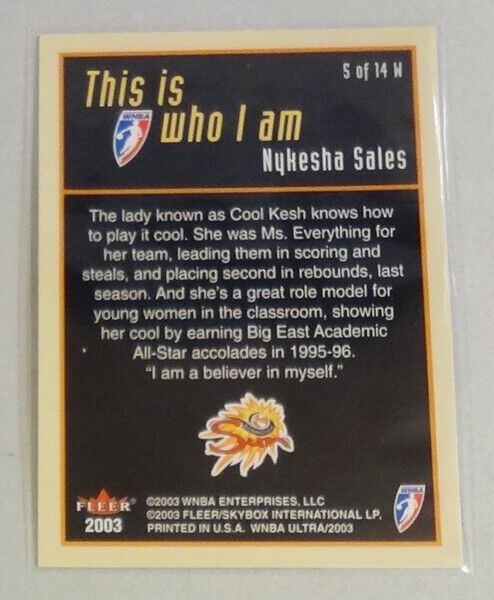 5 of 14 W
This is
WNBA
who I am
Nykesha Sales
The lady known as Cool Kesh knows how
to play it cool. She was Ms. Everything for
her team, leading them in scoring and
steals, and placing second in rebounds, last
season. And she's a great role model for
young women in the classroom, showing
her cool by earning Big East Academic
All-Star accolades in 1995-96.
"I am a believer in myself."
Sun
FLEER
2003
©2003 WNBA ENTERPRISES, LLC
©2003 FLEER/SKYBOX INTERNATIONAL LP.
PRINTED IN U.S.A. WNBA ULTRA/2003
WNBA